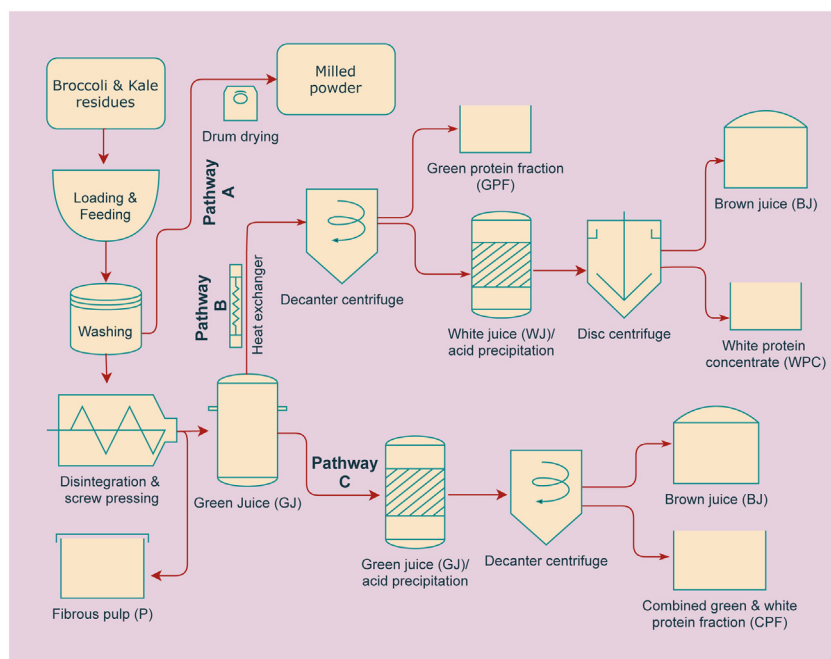 Broccoli & Kale
residues
Milled
powder
Drum drying
Loading &
Feeding
Pathway
A
Washing
Green protein fraction
(GPF)
Brown juice (BJ)
Decanter centrifuge
Pathway
B
Heat exchanger
White juice (WJ)/
acid precipitation
Disc centrifuge
White protein
concentrate (WPC)
Disintegration &
screw pressing
Green Juice (GJ)
Pathway
C
Green juice (GJ)/
acid precipitation
Decanter centrifuge
Brown juice (BJ)
Fibrous pulp (P)
Combined green & white
protein fraction (CPF)